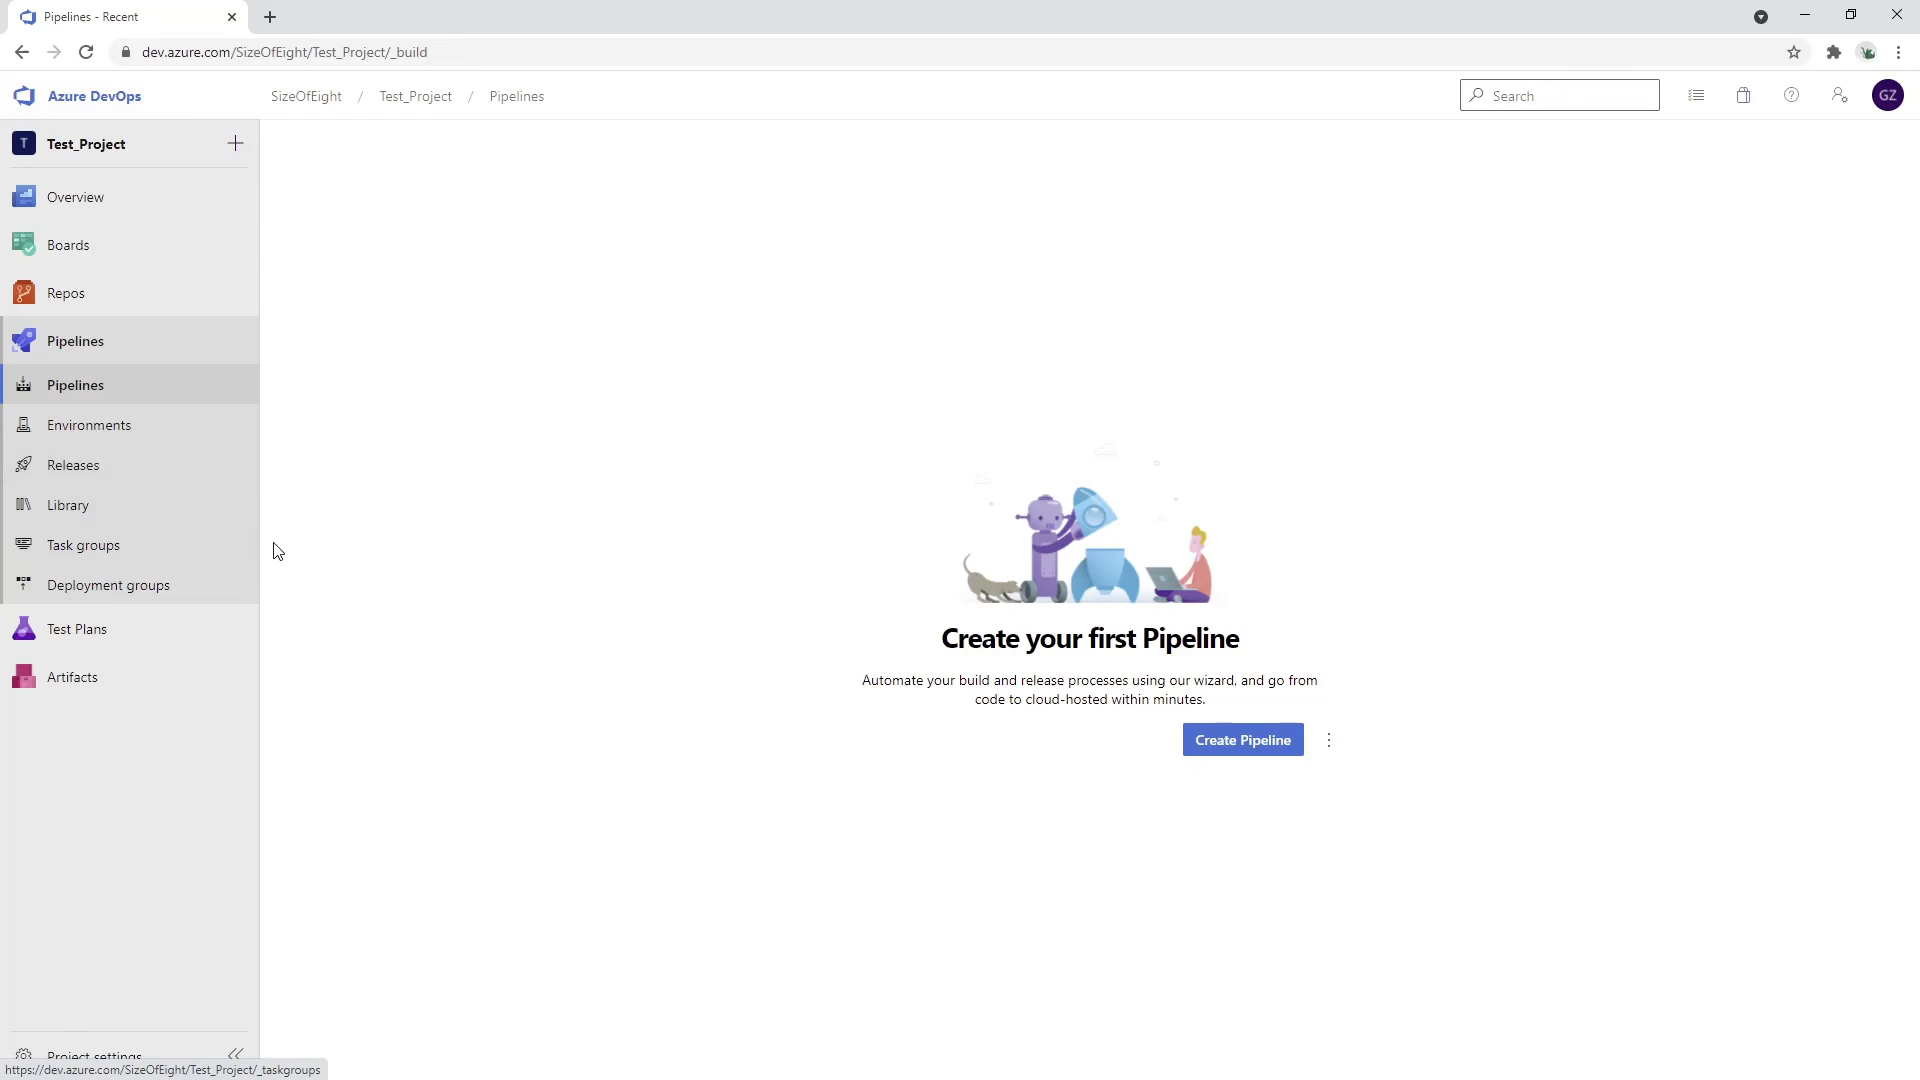 Pipelines - Recent
dev.azure.com/SizeOfEight/Test_Project/_build
Azure DevOps
SizeOfEight / Test_Project / Pipelines
Search
GZ
T Test_Project
Overview
Boards
Repos
Pipelines
Pipelines
Environments
Releases
Library
Task groups
Deployment groups
Test Plans
Artifacts
Create your first Pipeline
Automate your build and release processes using our wizard, and go from
code to cloud-hosted within minutes.
Create Pipeline
Project settings
https://dev.azure.com/SizeOfEight/Test_Project/_taskgroups